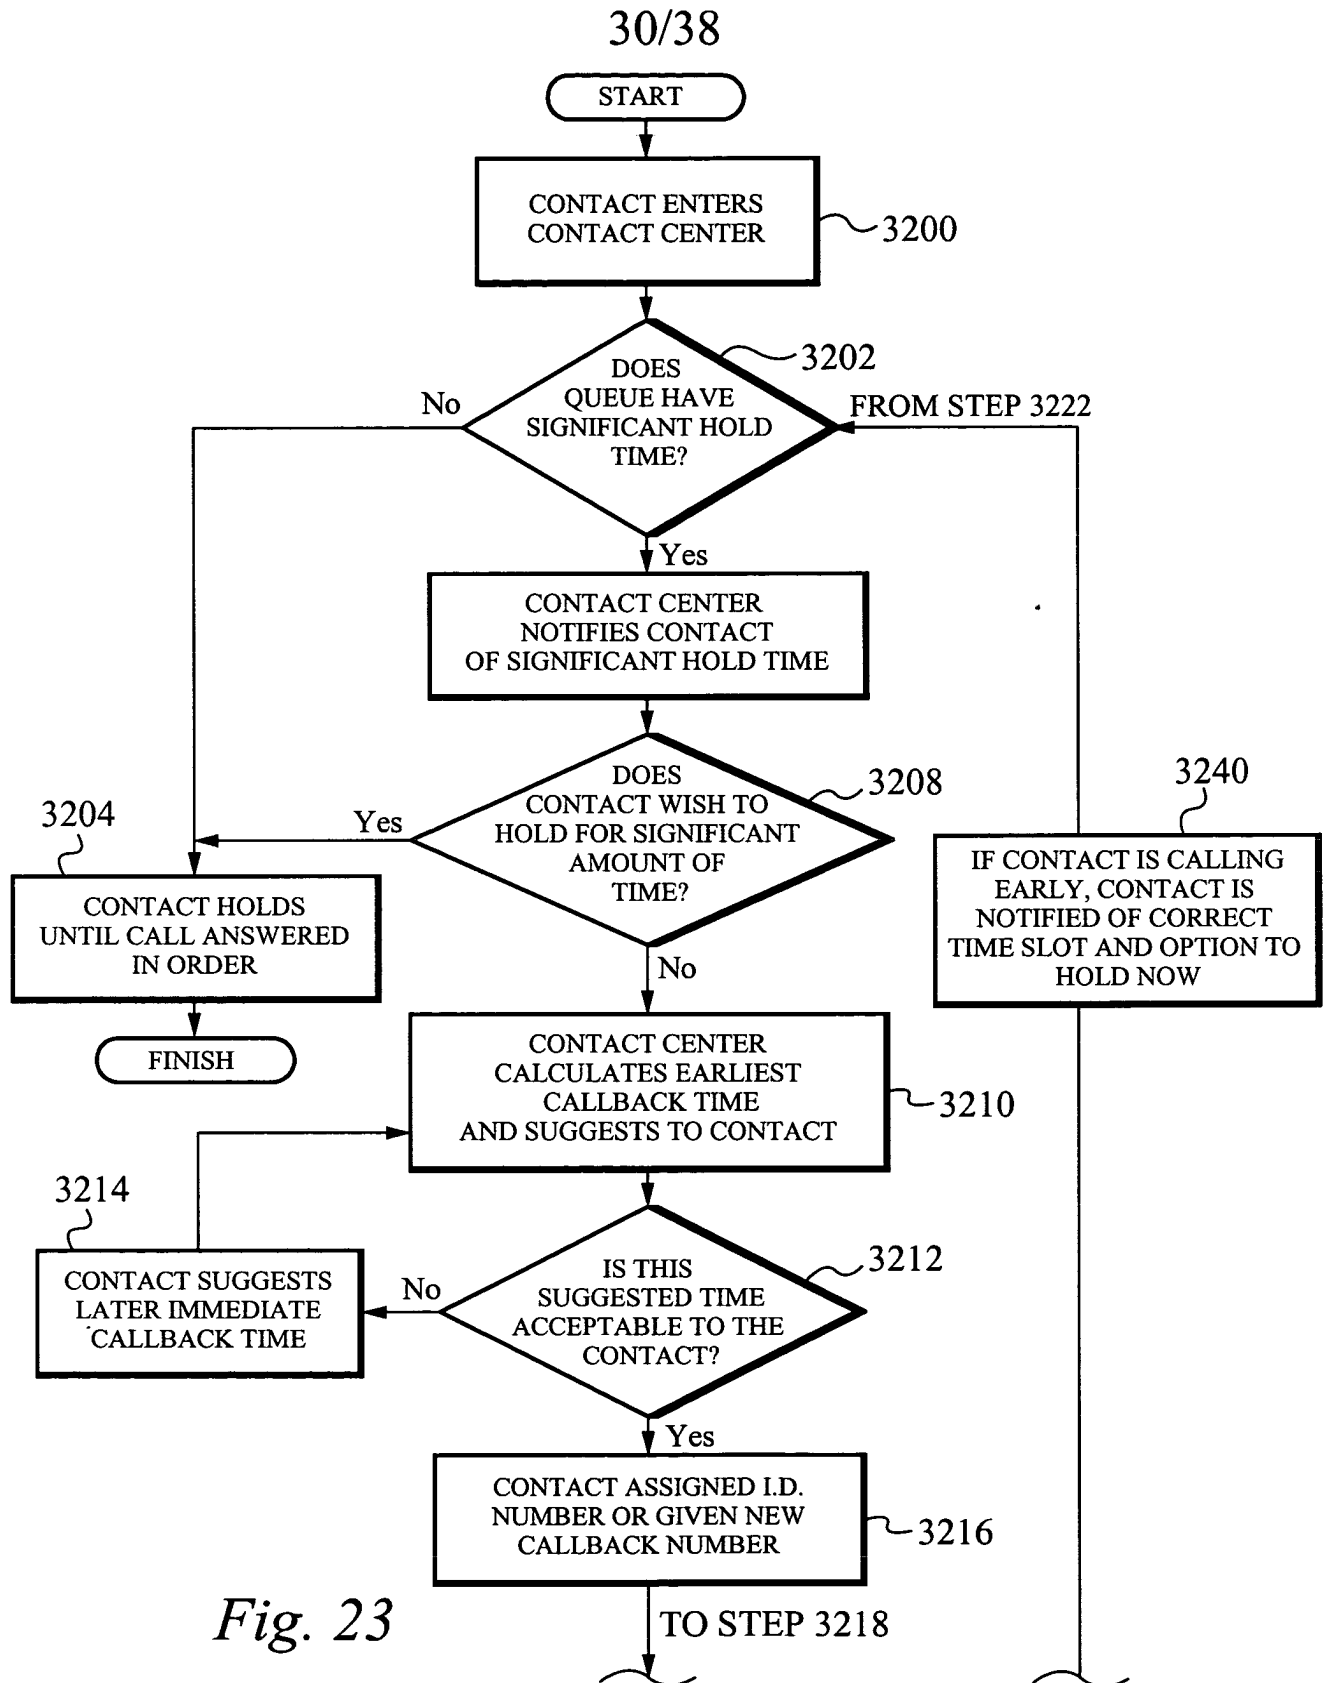 30/38
START
CONTACT ENTERS
CONTACT CENTER
3200
DOES
QUEUE HAVE
SIGNIFICANT HOLD
TIME?
3202
No
FROM STEP 3222
Yes
CONTACT CENTER
NOTIFIES CONTACT
OF SIGNIFICANT HOLD TIME
DOES
CONTACT WISH TO
HOLD FOR SIGNIFICANT
AMOUNT OF
TIME?
3208
Yes
3204
CONTACT HOLDS
UNTIL CALL ANSWERED
IN ORDER
FINISH
3240
IF CONTACT IS CALLING
EARLY, CONTACT IS
NOTIFIED OF CORRECT
TIME SLOT AND OPTION TO
HOLD NOW
No
CONTACT CENTER
CALCULATES EARLIEST
CALLBACK TIME
AND SUGGESTS TO CONTACT
3210
3214
CONTACT SUGGESTS
LATER IMMEDIATE
CALLBACK TIME
No
IS THIS
SUGGESTED TIME
ACCEPTABLE TO THE
CONTACT?
3212
Yes
CONTACT ASSIGNED I.D.
NUMBER OR GIVEN NEW
CALLBACK NUMBER
3216
Fig. 23
TO STEP 3218